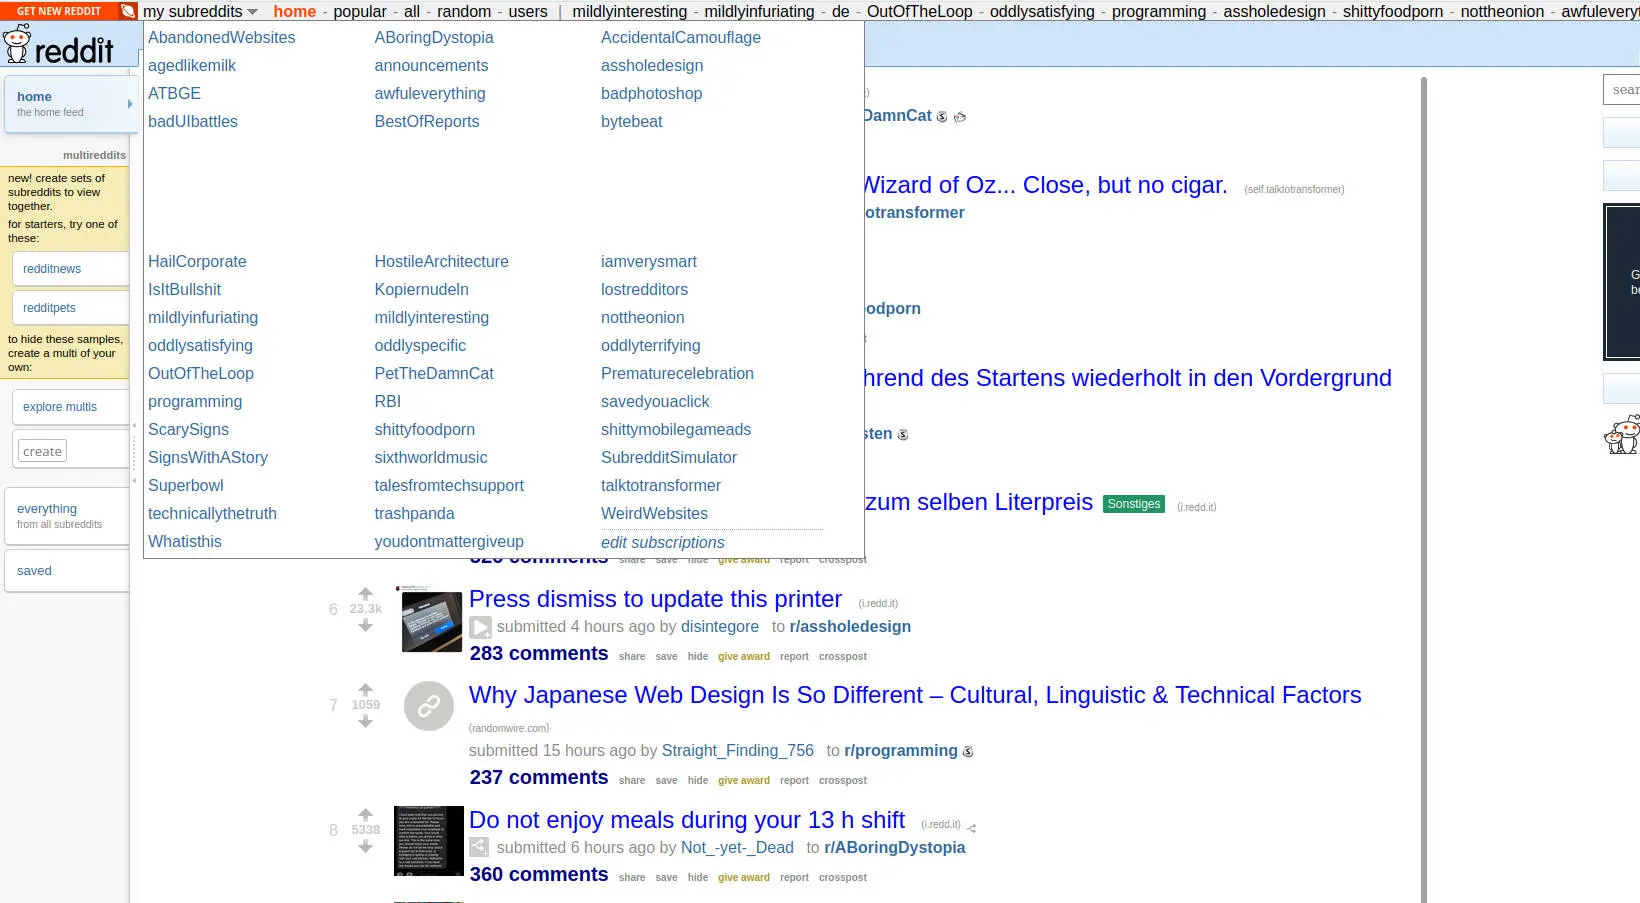 GET NEW REDDIT my subreddits home - popular - all - random - users | mildlyinteresting - mildlyinfuriating - de - OutOfTheLoop - oddlysatisfying - programming - assholedesign - shittyfoodporn - nottheonion - awfulevery
reddit
AbandonedWebsites ABoringDystopia AccidentalCamouflage
agedlikemilk announcements assholedesign
ATBGE awfuleverything badphotoshop
badUIbattles BestOfReports bytebeat
HailCorporate HostileArchitecture iamverysmart
IsItBullshit Kopiernudeln lostredditors
mildlyinfuriating mildlyinteresting nottheonion
oddlysatisfying oddlyspecific oddlyterrifying
OutOfTheLoop PetTheDamnCat Prematurecelebration
programming RBI savedyouaclick
ScarySigns shittyfoodporn shittymobilegameads
SignsWithAStory sixthworldmusic SubredditSimulator
Superbowl talesfromtechsupport talktotransformer
technicallythetruth trashpanda WeirdWebsites
Whatisthis youdontmattergiveup edit subscriptions
home
the home feed
multireddits
new! create sets of
subreddits to view
together.
for starters, try one of
these:
redditnews
redditpets
to hide these samples,
create a multi of your
own:
explore multis
create
everything
from all subreddits
saved
DamnCat
Wizard of Oz... Close, but no cigar. (self.talktotransformer)
otransformer
odporn
hrend des Startens wiederholt in den Vordergrund
sten
zum selben Literpreis Sonstiges (i.redd.it)
comments share save hide give award report crosspost
6 23.3k
Press dismiss to update this printer (i.redd.it)
submitted 4 hours ago by disintegore to r/assholedesign
283 comments share save hide give award report crosspost
7 1059
Why Japanese Web Design Is So Different – Cultural, Linguistic & Technical Factors
(randomwire.com)
submitted 15 hours ago by Straight_Finding_756 to r/programming
237 comments share save hide give award report crosspost
8 5338
Do not enjoy meals during your 13 h shift (i.redd.it)
submitted 6 hours ago by Not_-yet-_Dead to r/ABoringDystopia
360 comments share save hide give award report crosspost
sear
G
be